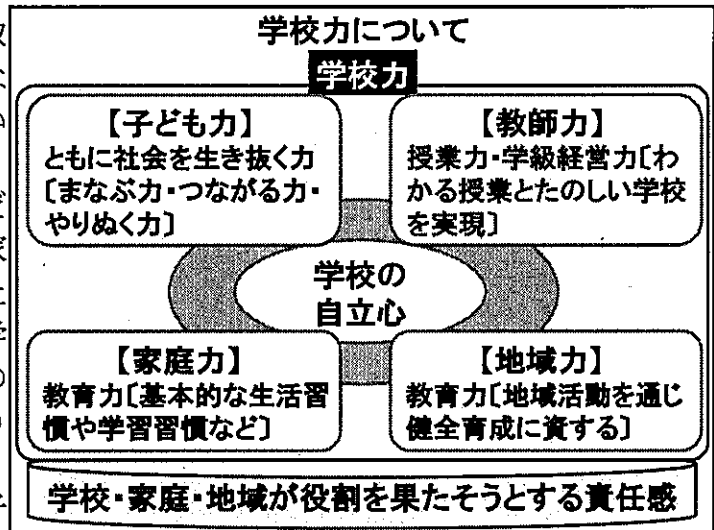 学校力について
学校力
【子ども力】
ともに社会を生き抜く力
〔まなぶ力・つながる力・
やりぬく力〕
【教師力】
授業力・学級経営力〔わ
かる授業とたのしい学校
を実現〕
学校の
自立心
【家庭力】
教育力〔基本的な生活習
慣や学習習慣など〕
【地域力】
教育力〔地域活動を通じ
健全育成に資する〕
学校・家庭・地域が役割を果たそうとする責任感